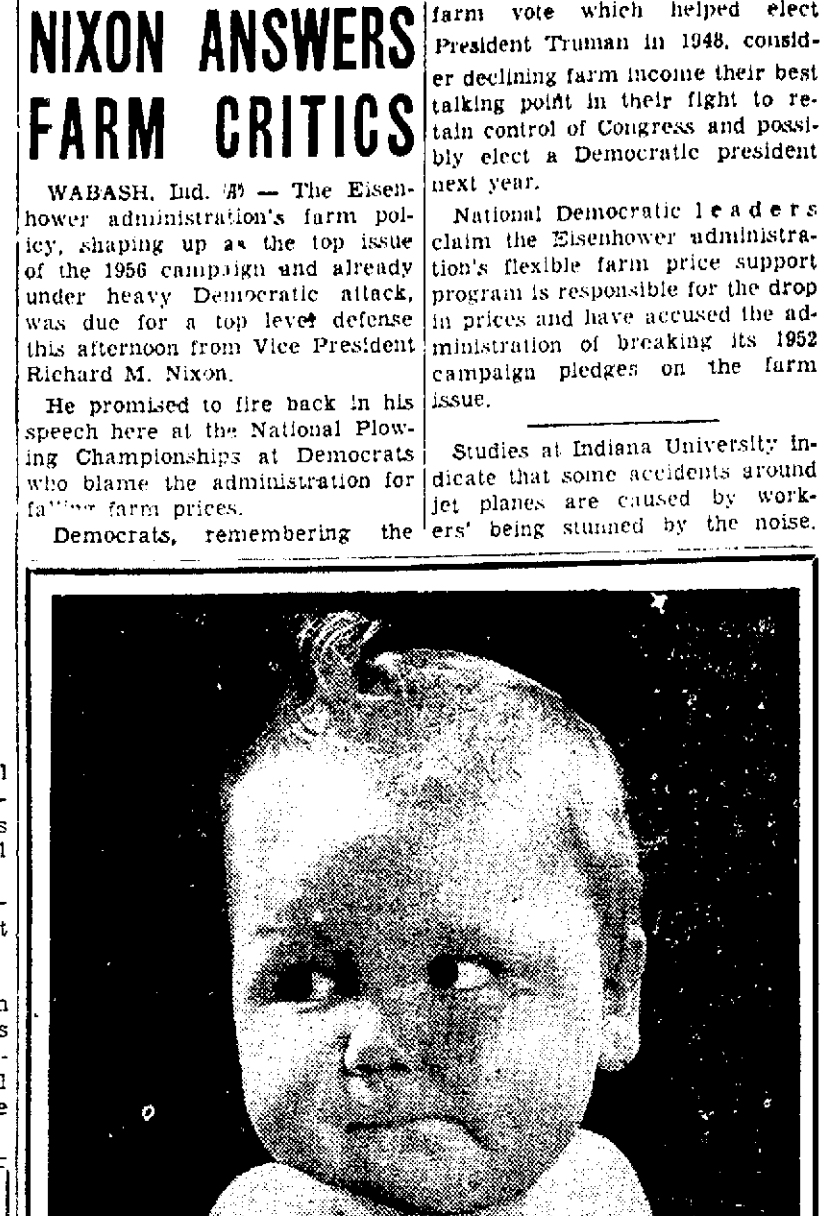 NIXON ANSWERS
FARM CRITICS
WABASH, Ind. (AP) — The Eisen-
hower administration's farm pol-
icy, shaping up as the top issue
of the 1956 campaign and already
under heavy Democratic attack,
was due for a top level defense
this afternoon from Vice President
Richard M. Nixon.
He promised to fire back in his
speech here at the National Plow-
ing Championships at Democrats
who blame the administration for
falling farm prices.
Democrats, remembering the
farm vote which helped elect
President Truman in 1948, consid-
er declining farm income their best
talking point in their fight to re-
tain control of Congress and possi-
bly elect a Democratic president
next year.
National Democratic leaders
claim the Eisenhower administra-
tion's flexible farm price support
program is responsible for the drop
in prices and have accused the ad-
ministration of breaking its 1952
campaign pledges on the farm
issue.
Studies at Indiana University in-
dicate that some accidents around
jet planes are caused by work-
ers' being stunned by the noise.